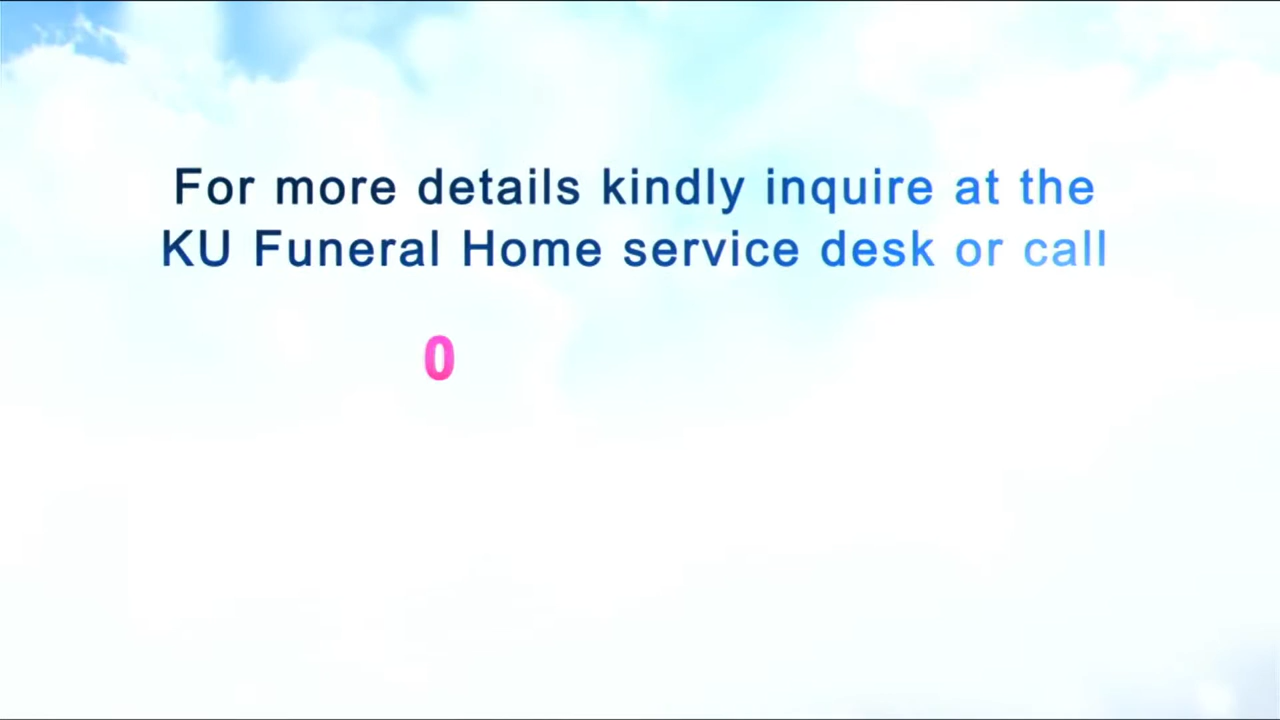 For more details kindly inquire at the
KU Funeral Home service desk or call
0